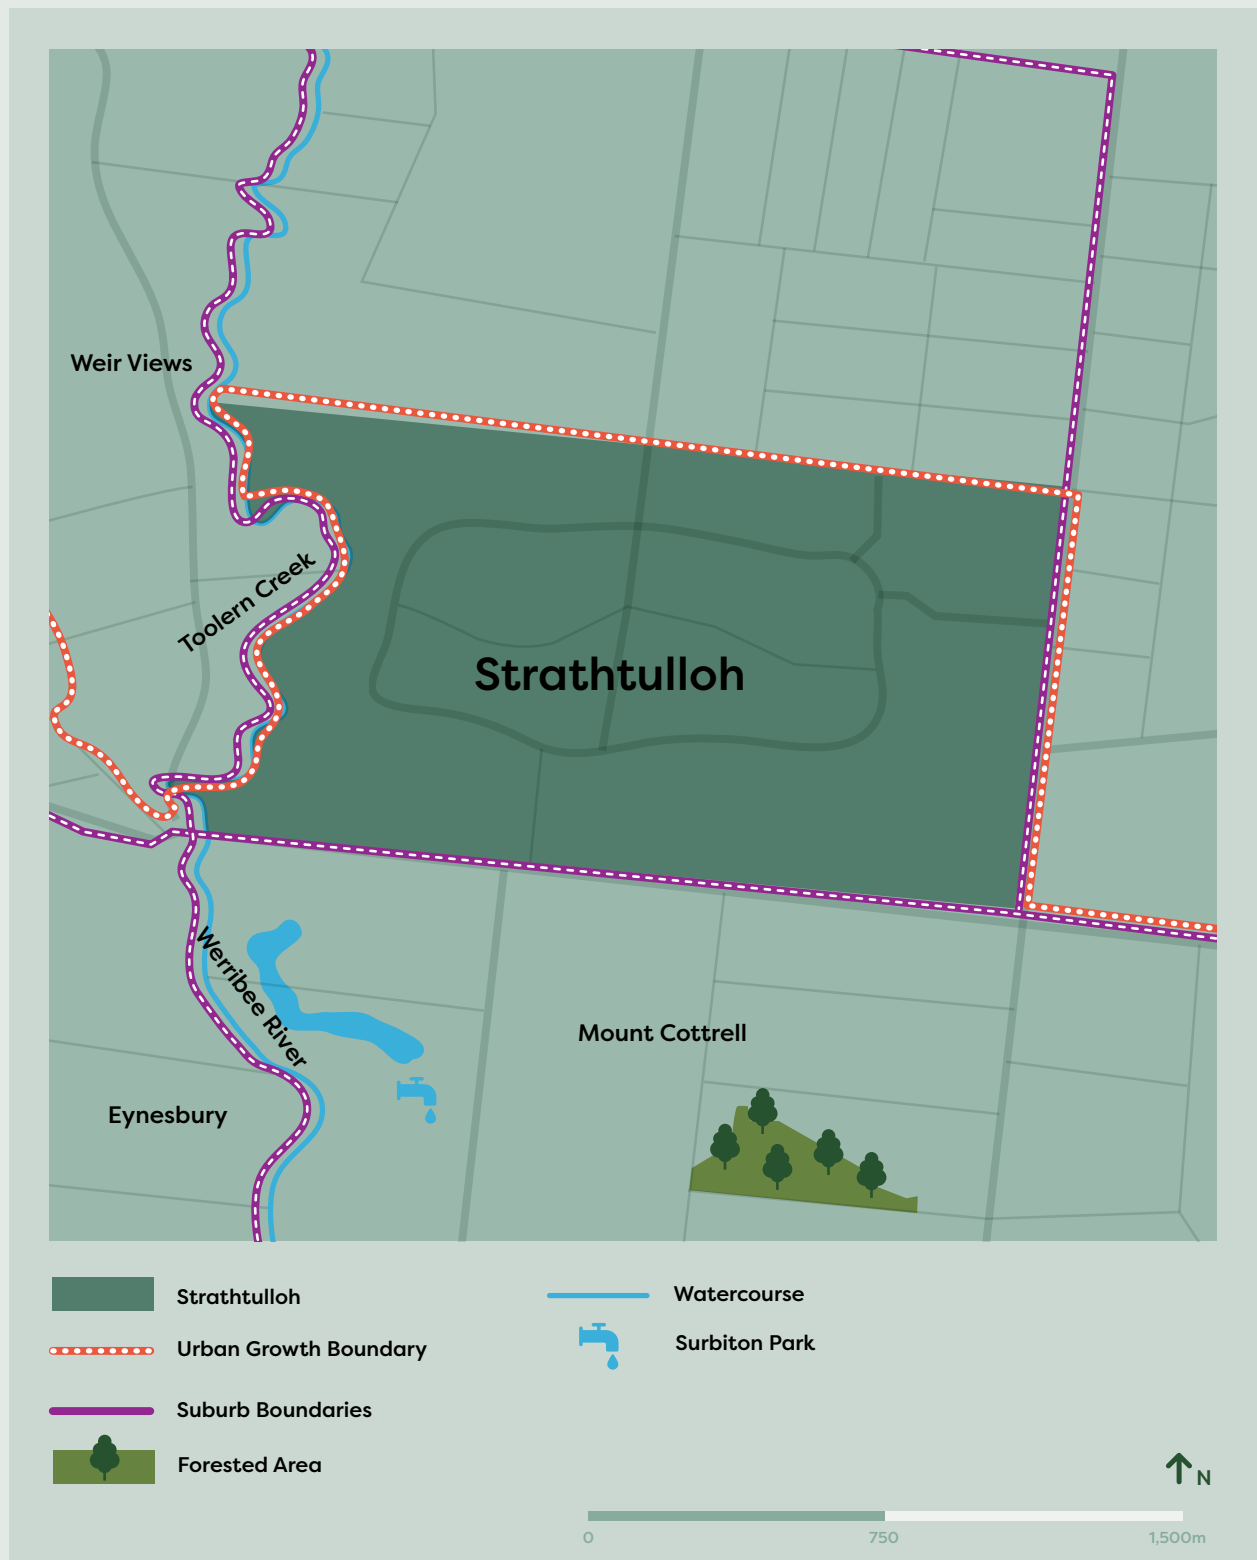 Weir Views
Toolern Creek
Strathtulloh
Werribee River
Mount Cottrell
Eynesbury
Strathtulloh
Urban Growth Boundary
Suburb Boundaries
Forested Area
Watercourse
Surbiton Park
N
0 750 1,500m